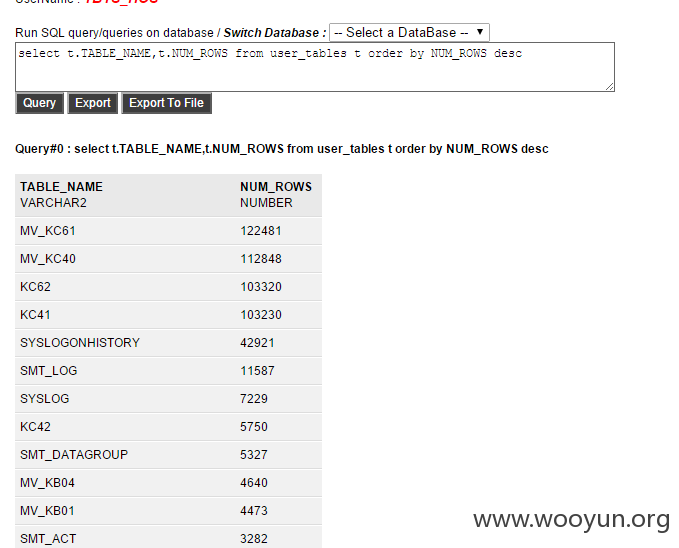 UserName :
Run SQL query/queries on database / Switch Database : -- Select a DataBase -- ▼
select t.TABLE_NAME,t.NUM_ROWS from user_tables t order by NUM_ROWS desc
Query Export Export To File
Query#0 : select t.TABLE_NAME,t.NUM_ROWS from user_tables t order by NUM_ROWS desc
TABLE_NAME NUM_ROWS
VARCHAR2 NUMBER
MV_KC61 122481
MV_KC40 112848
KC62 103320
KC41 103230
SYSLOGONHISTORY 42921
SMT_LOG 11587
SYSLOG 7229
KC42 5750
SMT_DATAGROUP 5327
MV_KB04 4640
MV_KB01 4473
SMT_ACT 3282
www.wooyun.org